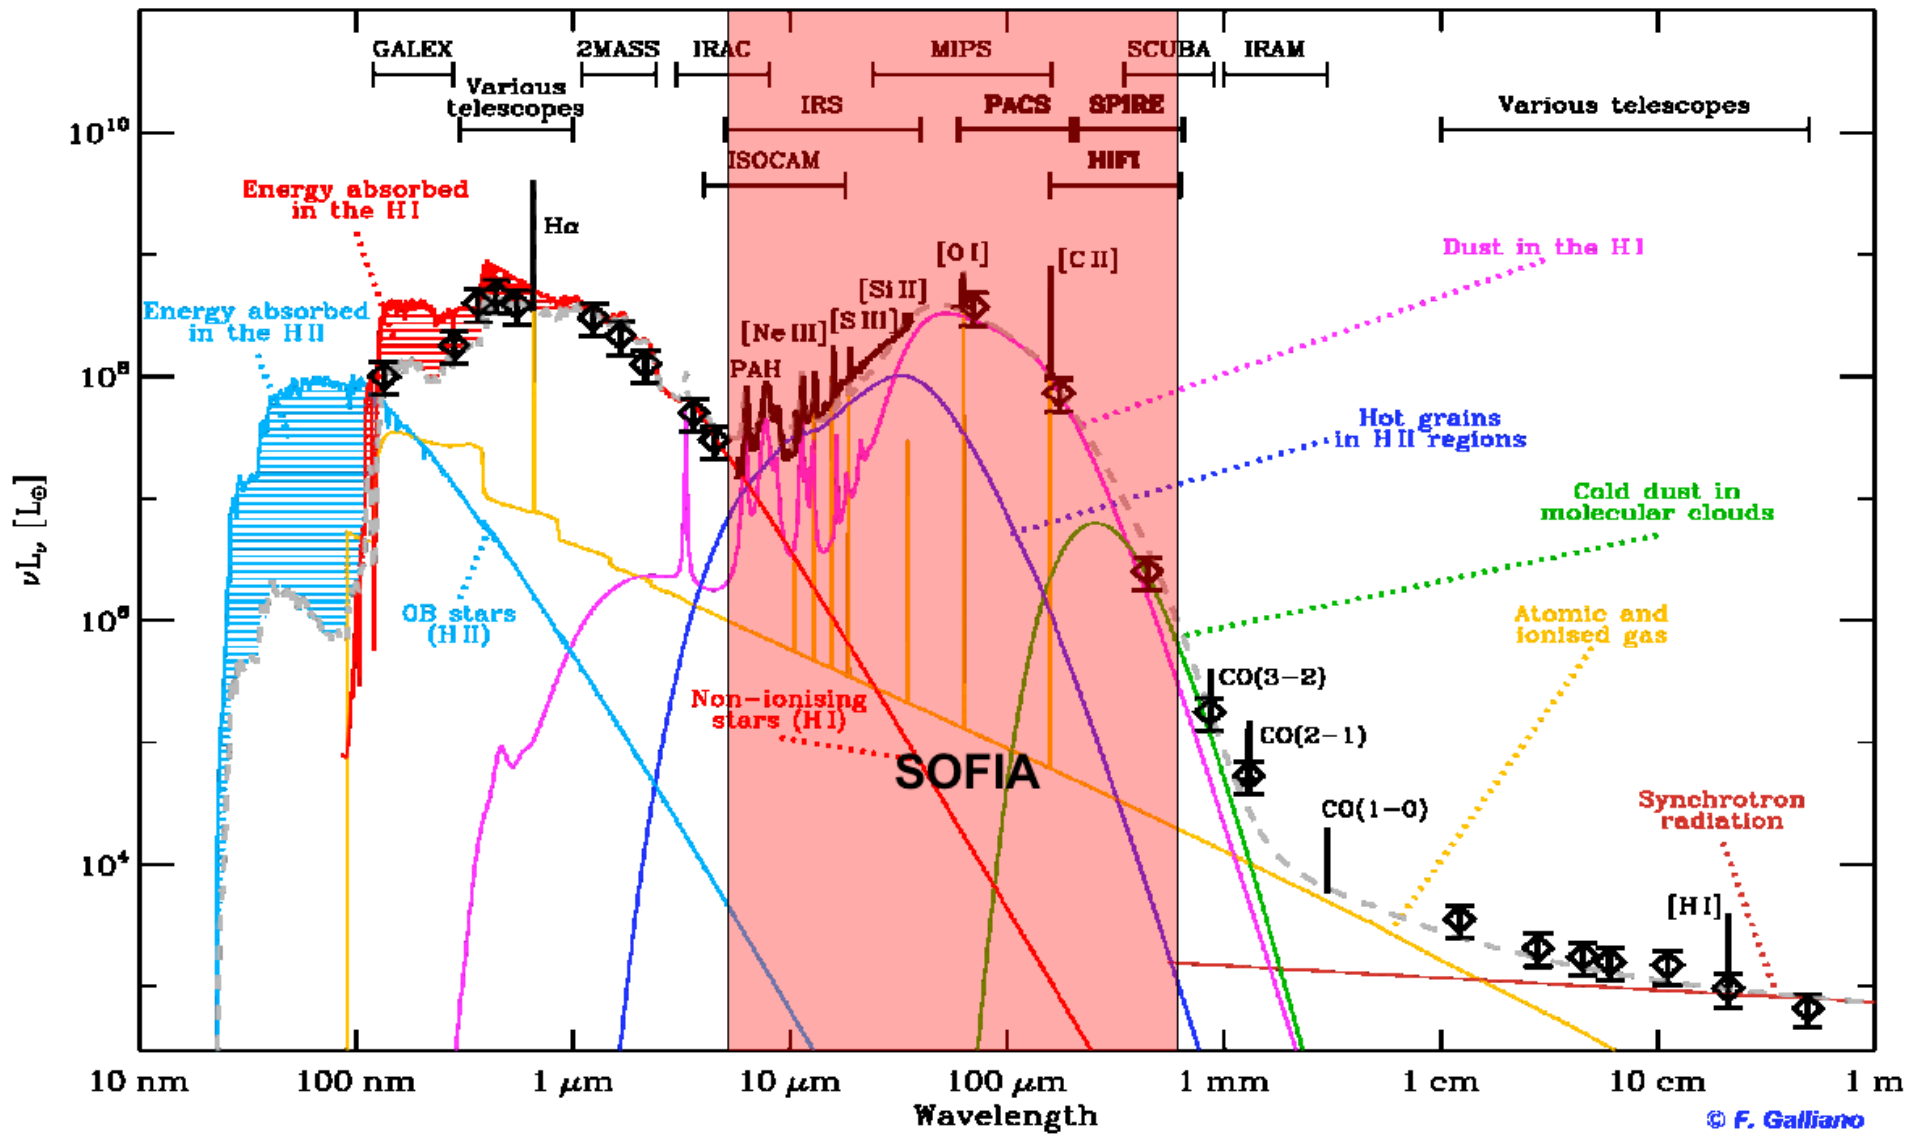 GALEX
2MASS
IRAC
MIPS
SCUBA
IRAM
Various
telescopes
IRS
PACS
SPIRE
Various telescopes
ISOCAM
HIFI
10¹⁰
10⁸
10⁶
10⁴
νLν [L⊙]
Energy absorbed
in the H I
Hα
Energy absorbed
in the H II
[O I]
[C II]
Dust in the H I
[Si II]
[Ne III]
[S III]
PAH
Hot grains
in H II regions
Cold dust in
molecular clouds
OB stars
(H II)
Atomic and
ionised gas
Non-ionising
stars (H I)
CO(3-2)
CO(2-1)
SOFIA
CO(1-0)
Synchrotron
radiation
[H I]
10 nm
100 nm
1 μm
10 μm
100 μm
1 mm
1 cm
10 cm
1 m
Wavelength
© F. Galliano